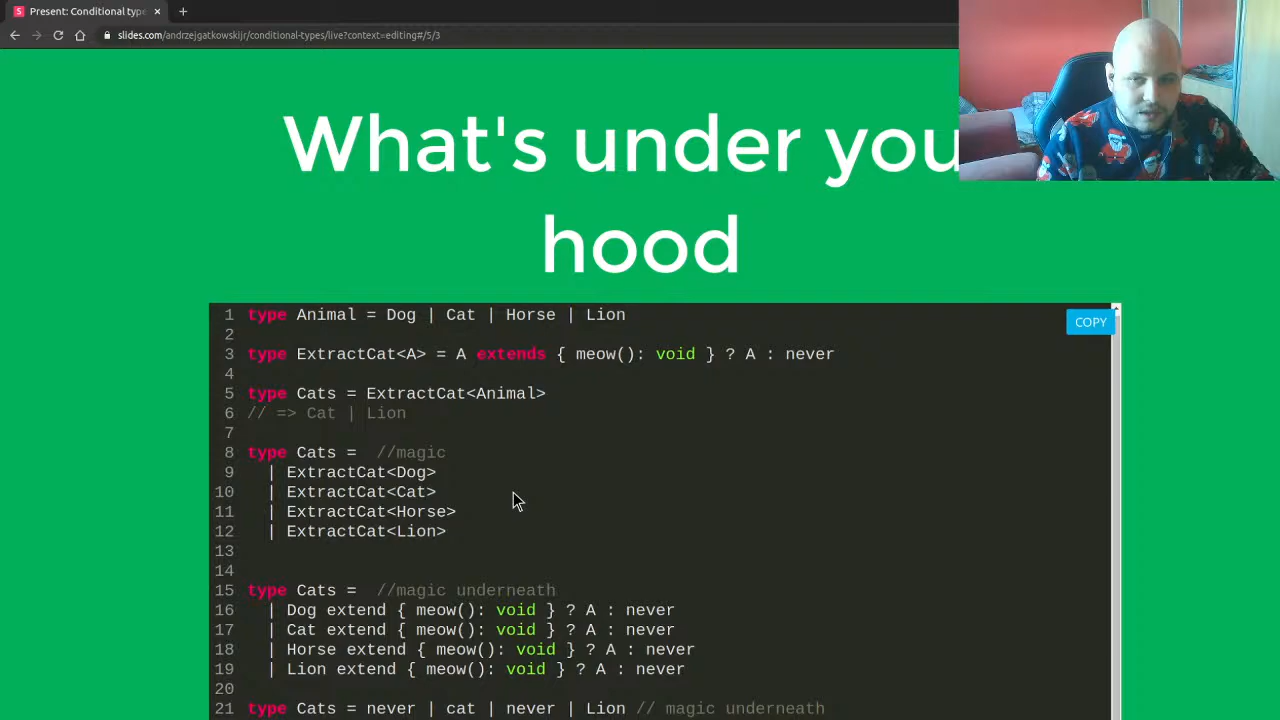 S Present: Conditional type
slides.com/andrzejgatkowskijr/conditional-types/live?context=editing#/5/3
What's under you
hood
COPY
1 type Animal = Dog | Cat | Horse | Lion
2
3 type ExtractCat<A> = A extends { meow(): void } ? A : never
4
5 type Cats = ExtractCat<Animal>
6 // => Cat | Lion
7
8 type Cats =  //magic
9   | ExtractCat<Dog>
10   | ExtractCat<Cat>
11   | ExtractCat<Horse>
12   | ExtractCat<Lion>
13
14
15 type Cats =  //magic underneath
16   | Dog extend { meow(): void } ? A : never
17   | Cat extend { meow(): void } ? A : never
18   | Horse extend { meow(): void } ? A : never
19   | Lion extend { meow(): void } ? A : never
20
21 type Cats = never | cat | never | Lion // magic underneath